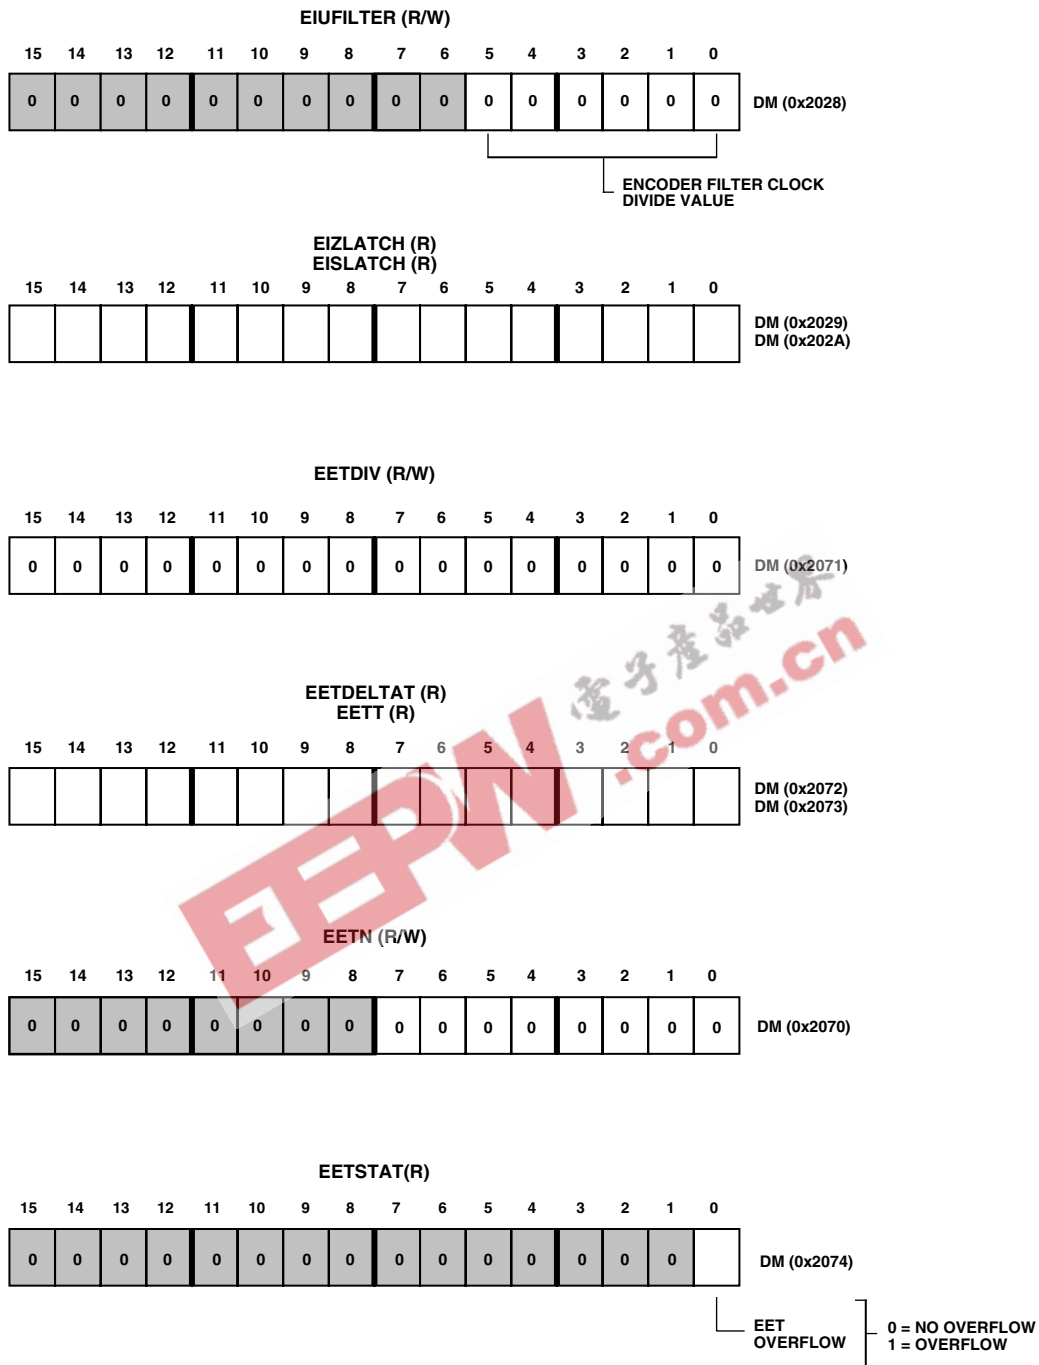 EIUFILTER (R/W)
15 14 13 12 11 10 9 8 7 6 5 4 3 2 1 0
0 0 0 0 0 0 0 0 0 0 0 0 0 0 0 0 DM (0x2028)
ENCODER FILTER CLOCK
DIVIDE VALUE
EIZLATCH (R)
EISLATCH (R)
15 14 13 12 11 10 9 8 7 6 5 4 3 2 1 0
DM (0x2029)
DM (0x202A)
EETDIV (R/W)
15 14 13 12 11 10 9 8 7 6 5 4 3 2 1 0
0 0 0 0 0 0 0 0 0 0 0 0 0 0 0 0 DM (0x2071)
電子產品世界
.com.cn
EEPW
EETDELTAT (R)
EETT (R)
15 14 13 12 11 10 9 8 7 6 5 4 3 2 1 0
DM (0x2072)
DM (0x2073)
EETN (R/W)
15 14 13 12 11 10 9 8 7 6 5 4 3 2 1 0
0 0 0 0 0 0 0 0 0 0 0 0 0 0 0 0 DM (0x2070)
EETSTAT(R)
15 14 13 12 11 10 9 8 7 6 5 4 3 2 1 0
0 0 0 0 0 0 0 0 0 0 0 0 0 0 0 DM (0x2074)
EET
OVERFLOW
0 = NO OVERFLOW
1 = OVERFLOW